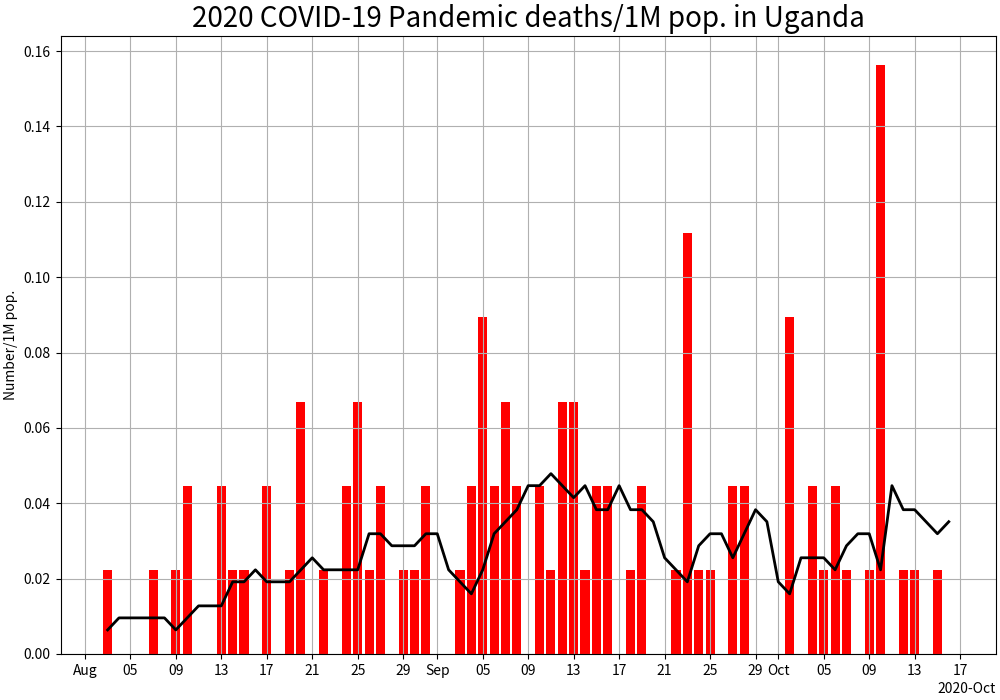 2020 COVID-19 Pandemic deaths/1M pop. in Uganda
Number/1M pop.
0.16
0.14
0.12
0.10
0.08
0.06
0.04
0.02
0.00
Aug 05 09 13 17 21 25 29 Sep 05 09 13 17 21 25 29 Oct 05 09 13 17
2020-Oct